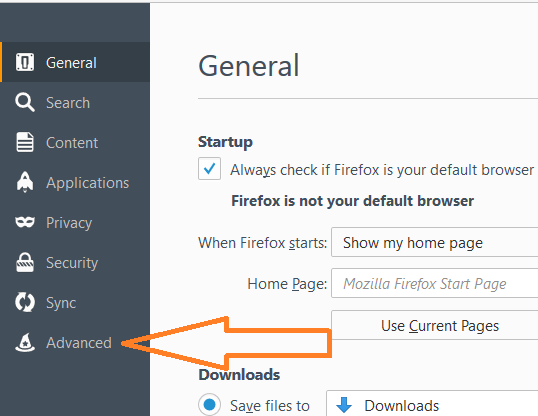 General
Search
Content
Applications
Privacy
Security
Sync
Advanced
General
Startup
Always check if Firefox is your default browser
Firefox is not your default browser
When Firefox starts: Show my home page
Home Page: Mozilla Firefox Start Page
Use Current Pages
Downloads
Save files to Downloads